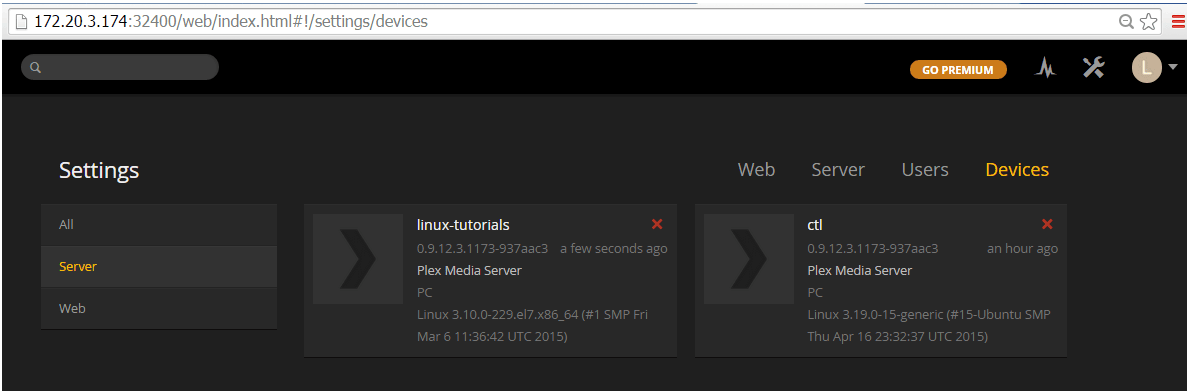 172.20.3.174:32400/web/index.html#!/settings/devices
GO PREMIUM
L
Settings
Web Server Users Devices
All
Server
Web
linux-tutorials
0.9.12.3.1173-937aac3 a few seconds ago
Plex Media Server
PC
Linux 3.10.0-229.el7.x86_64 (#1 SMP Fri
Mar 6 11:36:42 UTC 2015)
ctl
0.9.12.3.1173-937aac3 an hour ago
Plex Media Server
PC
Linux 3.19.0-15-generic (#15-Ubuntu SMP
Thu Apr 16 23:32:37 UTC 2015)